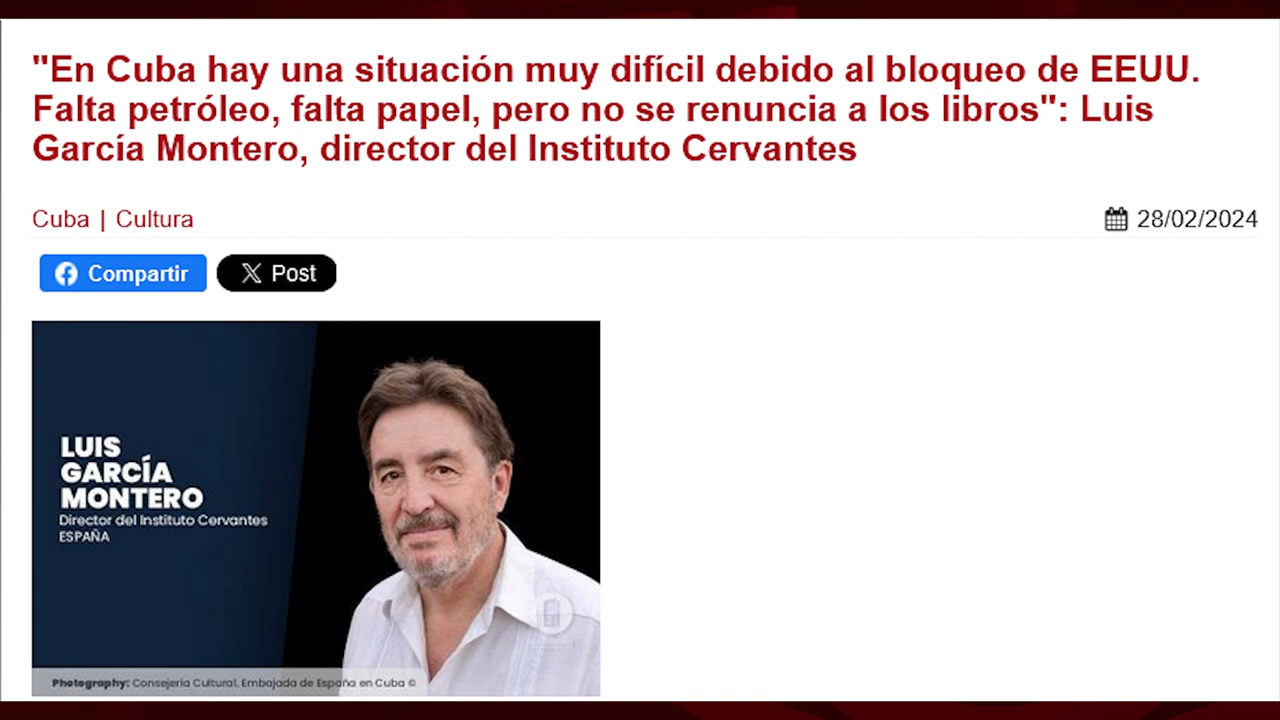 "En Cuba hay una situación muy difícil debido al bloqueo de EEUU.
Falta petróleo, falta papel, pero no se renuncia a los libros": Luis
García Montero, director del Instituto Cervantes
Cuba | Cultura
28/02/2024
Compartir
Post
LUIS
GARCÍA
MONTERO
Director del Instituto Cervantes
ESPAÑA
Photography: Consejería Cultural, Embajada de España en Cuba ©